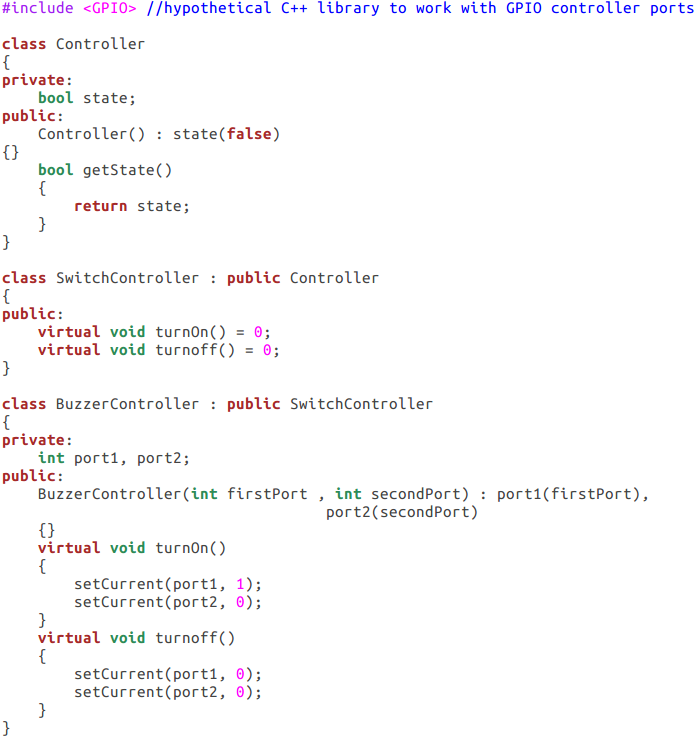 #include <GPIO> //hypothetical C++ library to work with GPIO controller ports

class Controller
{
private:
    bool state;
public:
    Controller() : state(false)
{}
    bool getState()
    {
        return state;
    }
}

class SwitchController : public Controller
{
public:
    virtual void turnOn() = 0;
    virtual void turnoff() = 0;
}

class BuzzerController : public SwitchController
{
private:
    int port1, port2;
public:
    BuzzerController(int firstPort , int secondPort) : port1(firstPort),
                                    port2(secondPort)
    {}
    virtual void turnOn()
    {
        setCurrent(port1, 1);
        setCurrent(port2, 0);
    }
    virtual void turnoff()
    {
        setCurrent(port1, 0);
        setCurrent(port2, 0);
    }
}